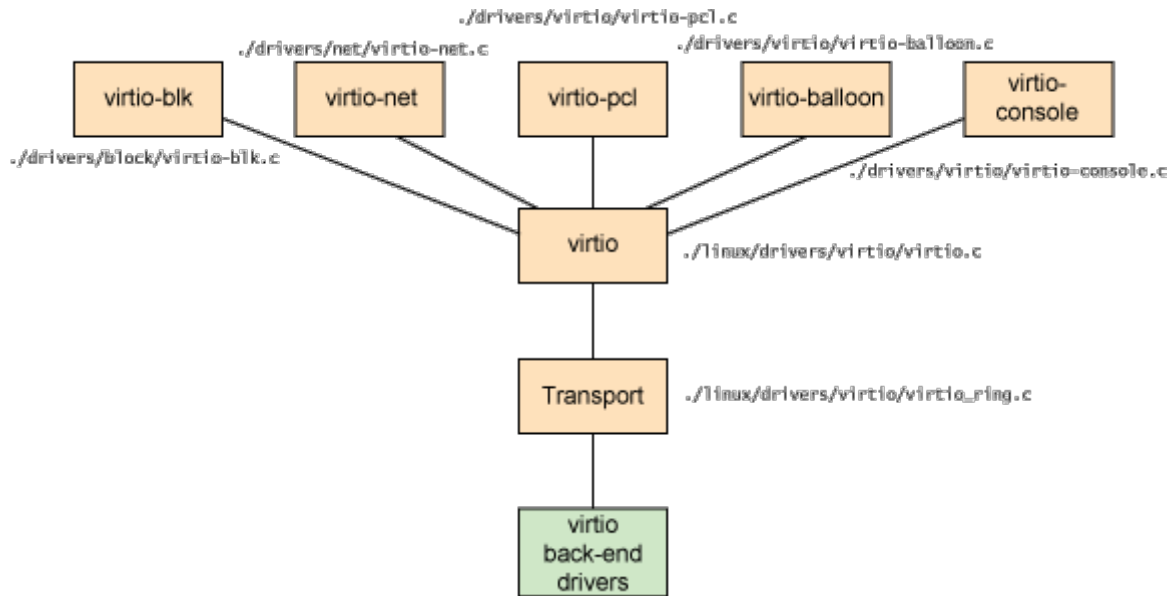 ./drivers/virtio/virtio-pcl.c
./drivers/net/virtio-net.c
./drivers/virtio/virtio-balloon.c
virtio-blk
virtio-net
virtio-pcl
virtio-balloon
virtio-
console
./drivers/block/virtio-blk.c
./drivers/virtio/virtio-console.c
virtio
./linux/drivers/virtio/virtio.c
Transport
./linux/drivers/virtio/virtio_ring.c
virtio
back-end
drivers